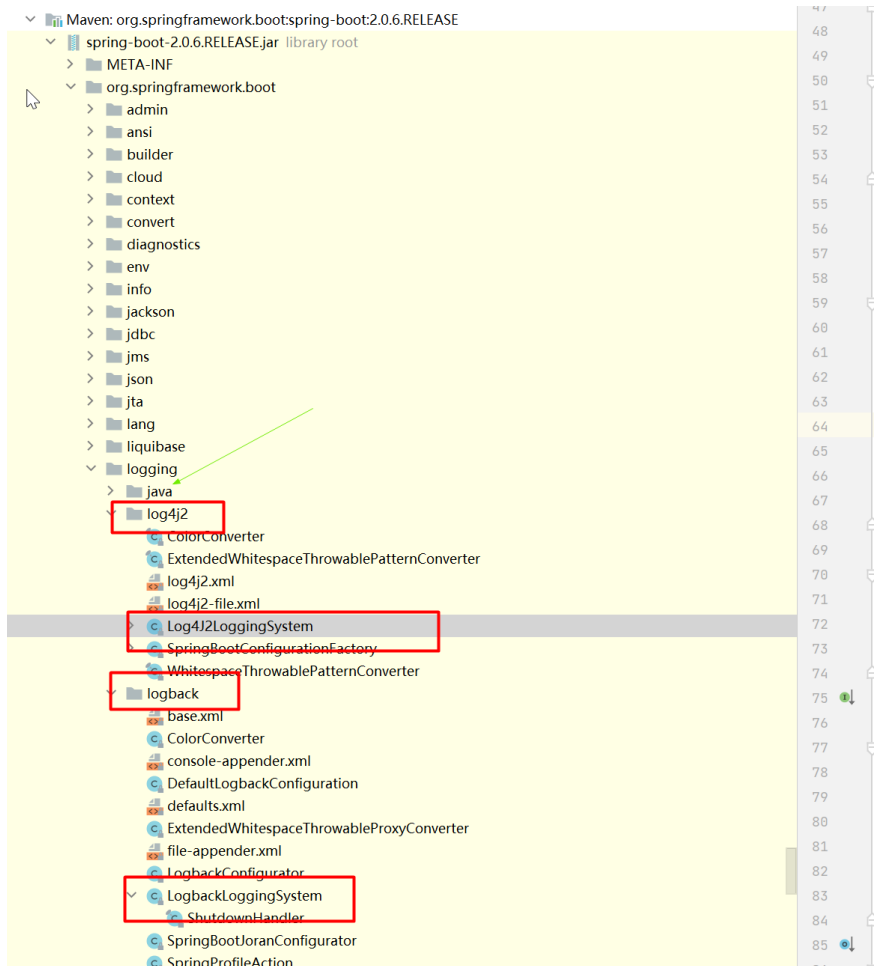 Maven: org.springframework.boot:spring-boot:2.0.6.RELEASE
spring-boot-2.0.6.RELEASE.jar library root
META-INF
org.springframework.boot
admin
ansi
builder
cloud
context
convert
diagnostics
env
info
jackson
jdbc
jms
json
jta
lang
liquibase
logging
java
log4j2
ColorConverter
ExtendedWhitespaceThrowablePatternConverter
log4j2.xml
log4j2-file.xml
Log4J2LoggingSystem
SpringBootConfigurationFactory
WhitespaceThrowablePatternConverter
logback
base.xml
ColorConverter
console-appender.xml
DefaultLogbackConfiguration
defaults.xml
ExtendedWhitespaceThrowableProxyConverter
file-appender.xml
LogbackConfigurator
LogbackLoggingSystem
ShutdownHandler
SpringBootJoranConfigurator
SpringProfileAction
47
48
49
50
51
52
53
54
55
56
57
58
59
60
61
62
63
64
65
66
67
68
69
70
71
72
73
74
75
76
77
78
79
80
81
82
83
84
85